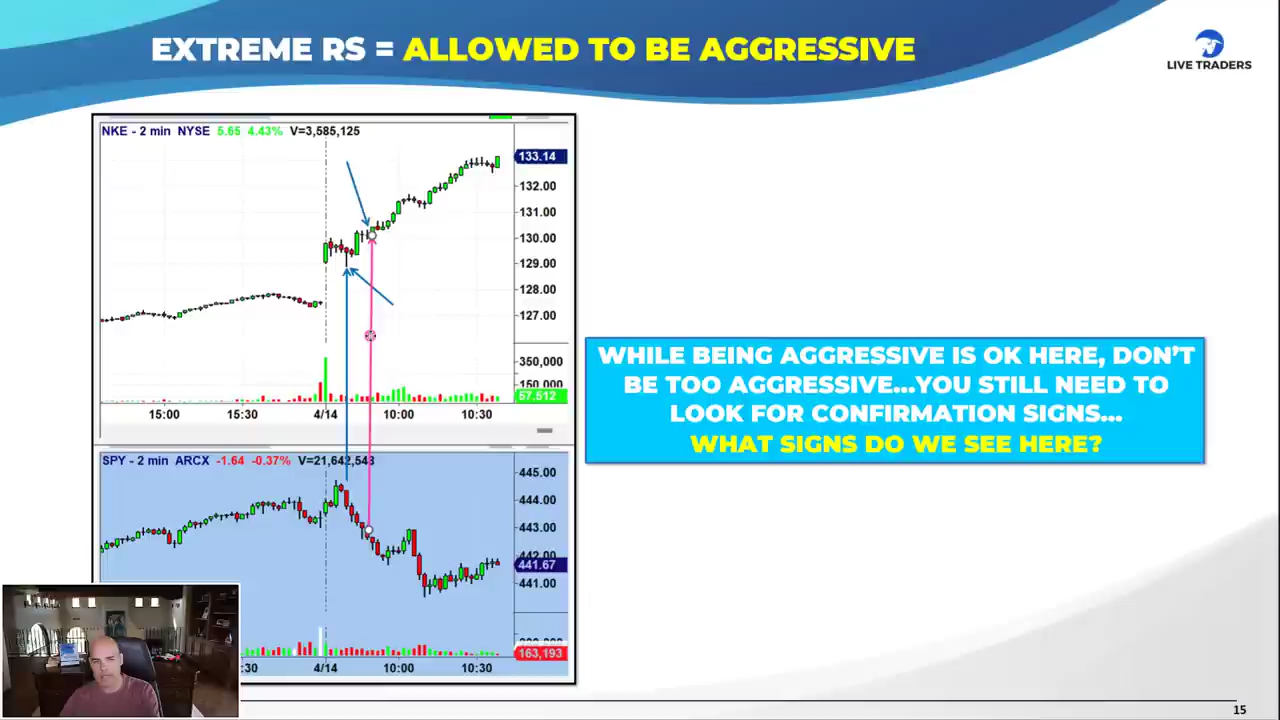 EXTREME RS = ALLOWED TO BE AGGRESSIVE
LIVE TRADERS
NKE - 2 min NYSE 5.65 4.43% V=3,585,125
133.14
132.00
131.00
130.00
129.00
128.00
127.00
350,000
150,000
57,512
15:00 15:30 4/14 10:00 10:30
SPY - 2 min ARCX -1.64 -0.37% V=21,642,543
445.00
444.00
443.00
442.00
441.67
441.00
163,193
:30 4/14 10:00 10:30
WHILE BEING AGGRESSIVE IS OK HERE, DON'T
BE TOO AGGRESSIVE...YOU STILL NEED TO
LOOK FOR CONFIRMATION SIGNS...
WHAT SIGNS DO WE SEE HERE?
15